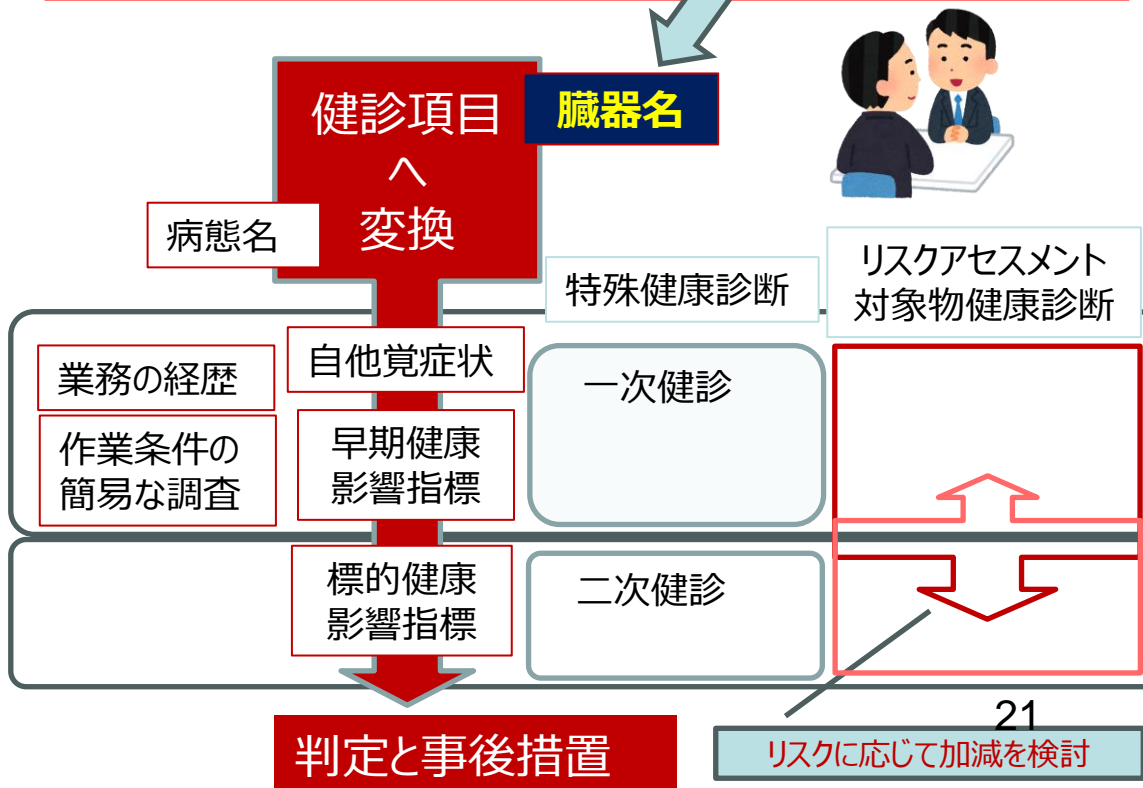 健診項目
へ
変換
臓器名
病態名
特殊健康診断
リスクアセスメント
対象物健康診断
業務の経歴
自他覚症状
一次健診
作業条件の
簡易な調査
早期健康
影響指標
標的健康
影響指標
二次健診
判定と事後措置
21
リスクに応じて加減を検討